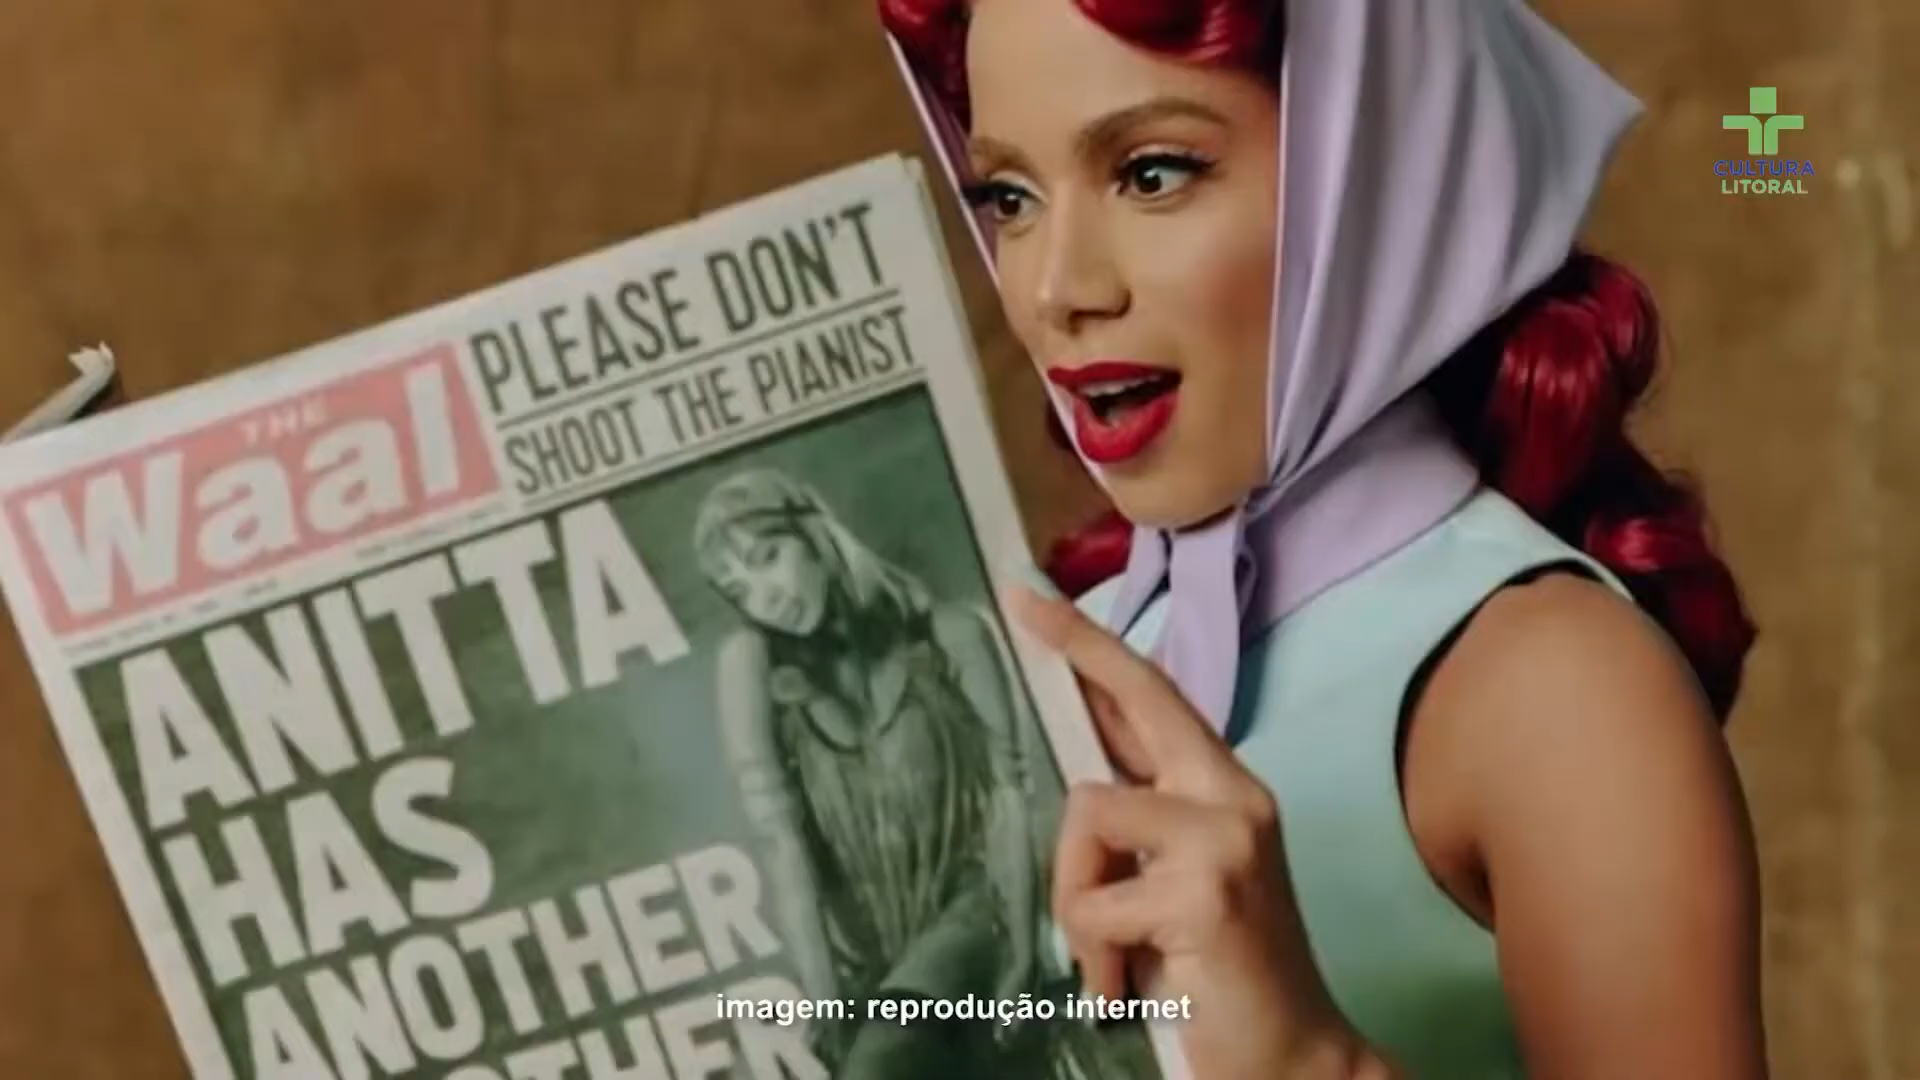 CULTURA
LITORAL
PLEASE DON'T
SHOOT THE PIANIST
THE
Waal
ANITTA
HAS
ANOTHER
imagem: reprodução internet